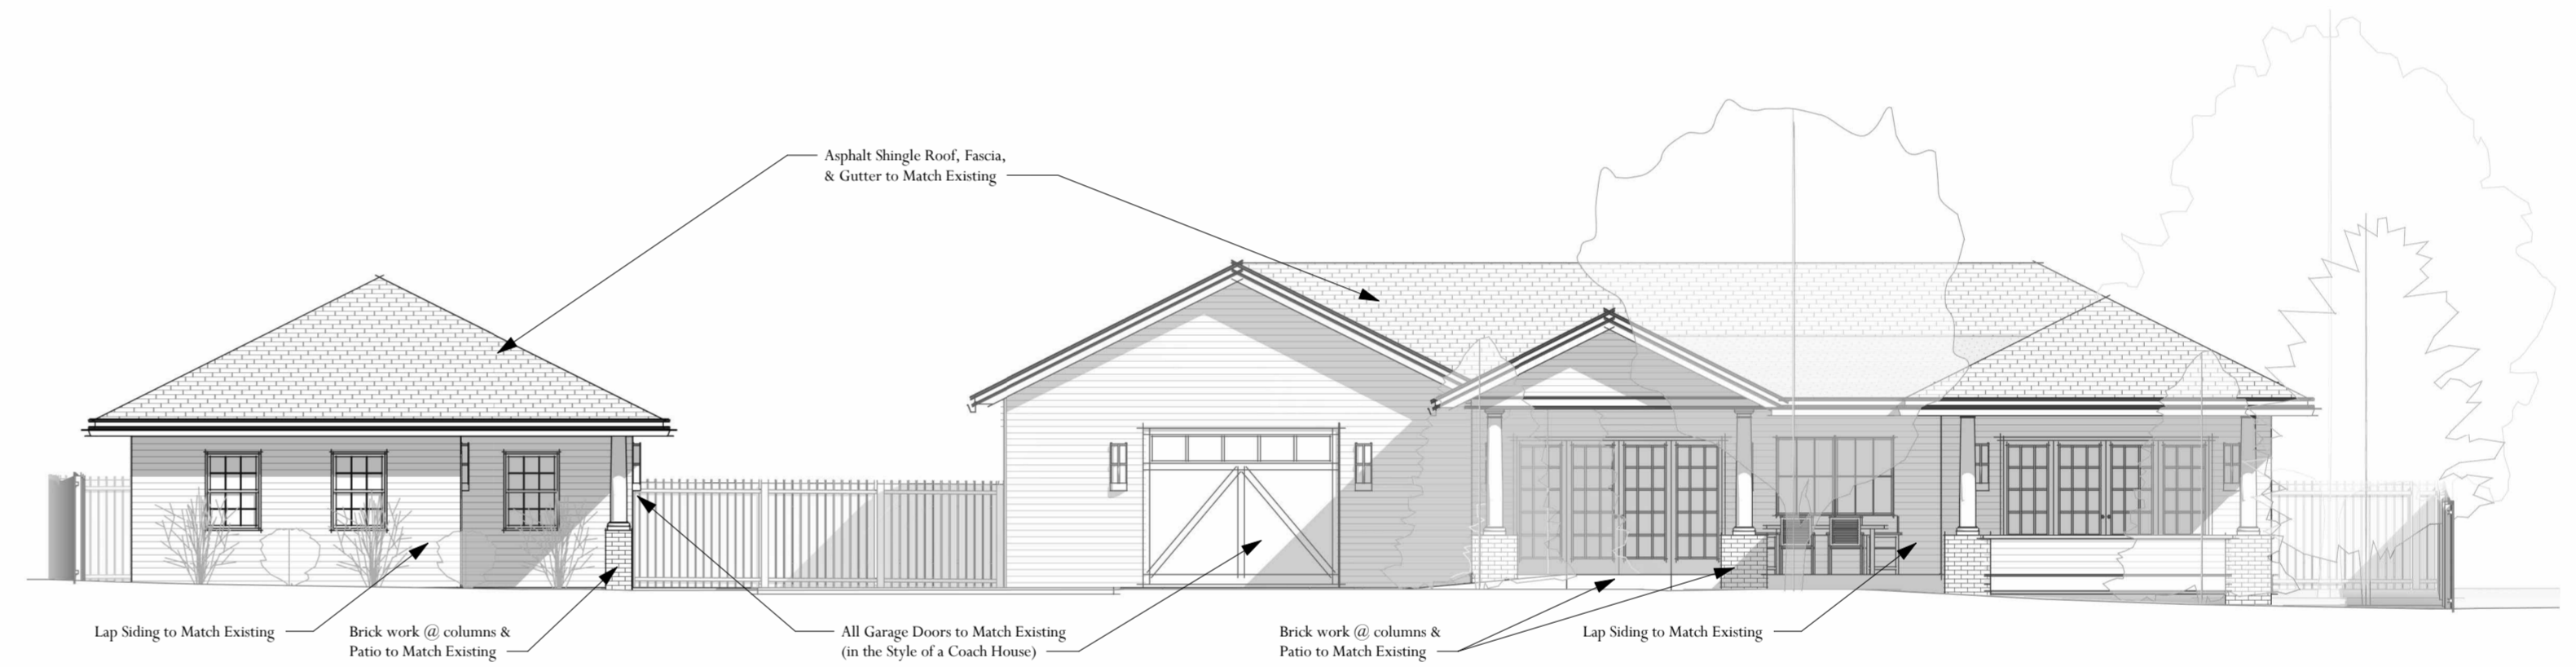 Asphalt Shingle Roof, Fascia,
& Gutter to Match Existing
Lap Siding to Match Existing
Brick work @ columns &
Patio to Match Existing
All Garage Doors to Match Existing
(in the Style of a Coach House)
Brick work @ columns &
Patio to Match Existing
Lap Siding to Match Existing